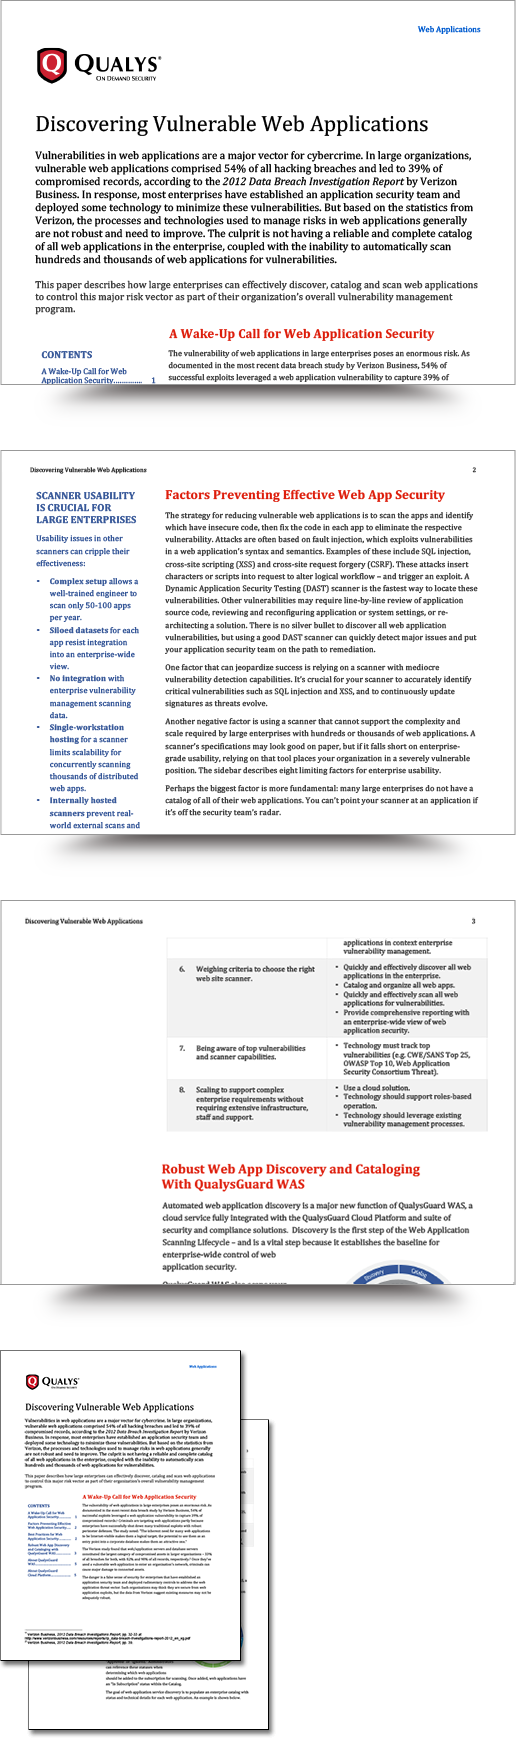 Web Applications
QUALYS®
ON DEMAND SECURITY
Discovering Vulnerable Web Applications
Vulnerabilities in web applications are a major vector for cybercrime. In large organizations,
vulnerable web applications comprised 54% of all hacking breaches and led to 39% of
compromised records, according to the 2012 Data Breach Investigation Report by Verizon
Business. In response, most enterprises have established an application security team and
deployed some technology to minimize these vulnerabilities. But based on the statistics from
Verizon, the processes and technologies used to manage risks in web applications generally
are not robust and need to improve. The culprit is not having a reliable and complete catalog
of all web applications in the enterprise, coupled with the inability to automatically scan
hundreds and thousands of web applications for vulnerabilities.
This paper describes how large enterprises can effectively discover, catalog and scan web applications
to control this major risk vector as part of their organization's overall vulnerability management
program.
A Wake-Up Call for Web Application Security
CONTENTS
A Wake-Up Call for Web
Application Security.............. 1
The vulnerability of web applications in large enterprises poses an enormous risk. As
documented in the most recent data breach study by Verizon Business, 54% of
successful exploits leveraged a web application vulnerability to capture 39% of
Discovering Vulnerable Web Applications 2
SCANNER USABILITY
IS CRUCIAL FOR
LARGE ENTERPRISES
Usability issues in other
scanners can cripple their
effectiveness:
• Complex setup allows a
well-trained engineer to
scan only 50-100 apps
per year.
• Siloed datasets for each
app resist integration
into an enterprise-wide
view.
• No integration with
enterprise vulnerability
management scanning
data.
• Single-workstation
hosting for a scanner
limits scalability for
concurrently scanning
thousands of distributed
web apps.
• Internally hosted
scanners prevent real-
world external scans and
Factors Preventing Effective Web App Security
The strategy for reducing vulnerable web applications is to scan the apps and identify
which have insecure code, then fix the code in each app to eliminate the respective
vulnerability. Attacks are often based on fault injection, which exploits vulnerabilities
in a web application's syntax and semantics. Examples of these include SQL injection,
cross-site scripting (XSS) and cross-site request forgery (CSRF). These attacks insert
characters or scripts into request to alter logical workflow – and trigger an exploit. A
Dynamic Application Security Testing (DAST) scanner is the fastest way to locate these
vulnerabilities. Other vulnerabilities may require line-by-line review of application
source code, reviewing and reconfiguring application or system settings, or re-
architecting a solution. There is no silver bullet to discover all web application
vulnerabilities, but using a good DAST scanner can quickly detect major issues and put
your application security team on the path to remediation.
One factor that can jeopardize success is relying on a scanner with mediocre
vulnerability detection capabilities. It's crucial for your scanner to accurately identify
critical vulnerabilities such as SQL injection and XSS, and to continuously update
signatures as threats evolve.
Another negative factor is using a scanner that cannot support the complexity and
scale required by large enterprises with hundreds or thousands of web applications. A
scanner's specifications may look good on paper, but if it falls short on enterprise-
grade usability, relying on that tool places your organization in a severely vulnerable
position. The sidebar describes eight limiting factors for enterprise usability.
Perhaps the biggest factor is more fundamental: many large enterprises do not have a
catalog of all of their web applications. You can't point your scanner at an application if
it's off the security team's radar.
Discovering Vulnerable Web Applications 3
applications in context enterprise
vulnerability management.
6. Weighing criteria to choose the right
web site scanner.
• Quickly and effectively discover all web
applications in the enterprise.
• Catalog and organize all web apps.
• Quickly and effectively scan all web
applications for vulnerabilities.
• Provide comprehensive reporting with
an enterprise-wide view of web
application security.
7. Being aware of top vulnerabilities
and scanner capabilities.
• Technology must track top
vulnerabilities (e.g. CWE/SANS Top 25,
OWASP Top 10, Web Application
Security Consortium Threat).
8. Scaling to support complex
enterprise requirements without
requiring extensive infrastructure,
staff and support.
• Use a cloud solution.
• Technology should support roles-based
operation.
• Technology should leverage existing
vulnerability management processes.
Robust Web App Discovery and Cataloging
With QualysGuard WAS
Automated web application discovery is a major new function of QualysGuard WAS, a
cloud service fully integrated with the QualysGuard Cloud Platform and suite of
security and compliance solutions. Discovery is the first step of the Web Application
Scanning Lifecycle – and is a vital step because it establishes the baseline for
enterprise-wide control of web
application security.
Discovery
Catalog
Web Applications
QUALYS®
ON DEMAND SECURITY
Discovering Vulnerable Web Applications
Vulnerabilities in web applications are a major vector for cybercrime. In large organizations,
vulnerable web applications comprised 54% of all hacking breaches and led to 39% of
compromised records, according to the 2012 Data Breach Investigation Report by Verizon
Business. In response, most enterprises have established an application security team and
deployed some technology to minimize these vulnerabilities. But based on the statistics from
Verizon, the processes and technologies used to manage risks in web applications generally
are not robust and need to improve. The culprit is not having a reliable and complete catalog
of all web applications in the enterprise, coupled with the inability to automatically scan
hundreds and thousands of web applications for vulnerabilities.
This paper describes how large enterprises can effectively discover, catalog and scan web applications
to control this major risk vector as part of their organization's overall vulnerability management
program.
A Wake-Up Call for Web Application Security
CONTENTS